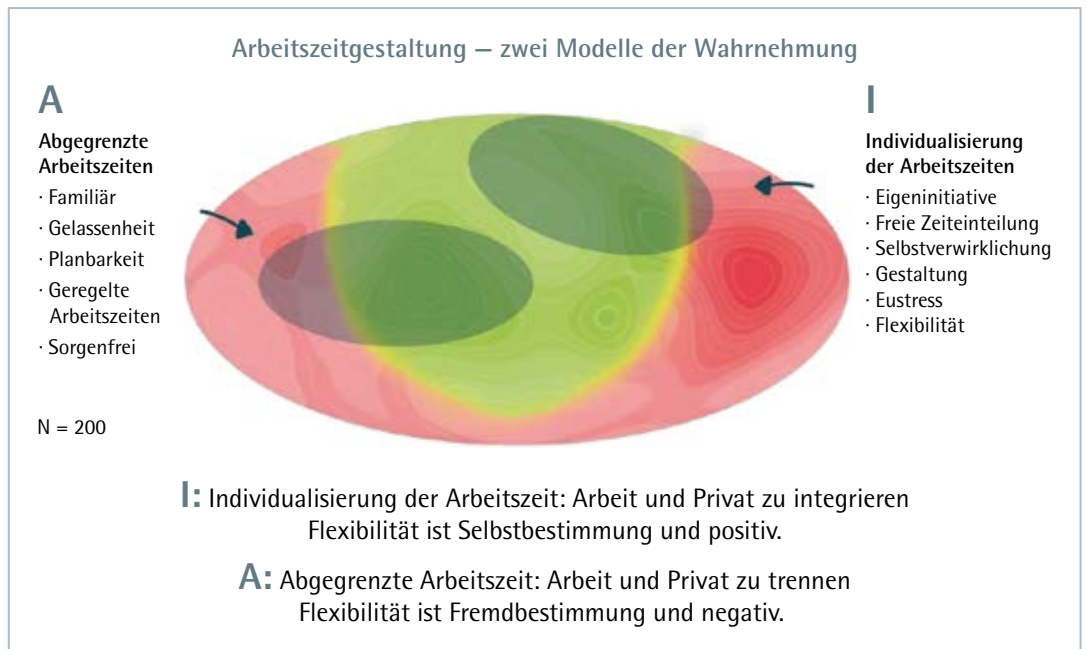 Arbeitszeitgestaltung — zwei Modelle der Wahrnehmung
A
Abgegrenzte
Arbeitszeiten
· Familiär
· Gelassenheit
· Planbarkeit
· Geregelte
Arbeitszeiten
· Sorgenfrei
N = 200
I
Individualisierung
der Arbeitszeiten
· Eigeninitiative
· Freie Zeiteinteilung
· Selbstverwirklichung
· Gestaltung
· Eustress
· Flexibilität
I: Individualisierung der Arbeitszeit: Arbeit und Privat zu integrieren
Flexibilität ist Selbstbestimmung und positiv.
A: Abgegrenzte Arbeitszeit: Arbeit und Privat zu trennen
Flexibilität ist Fremdbestimmung und negativ.